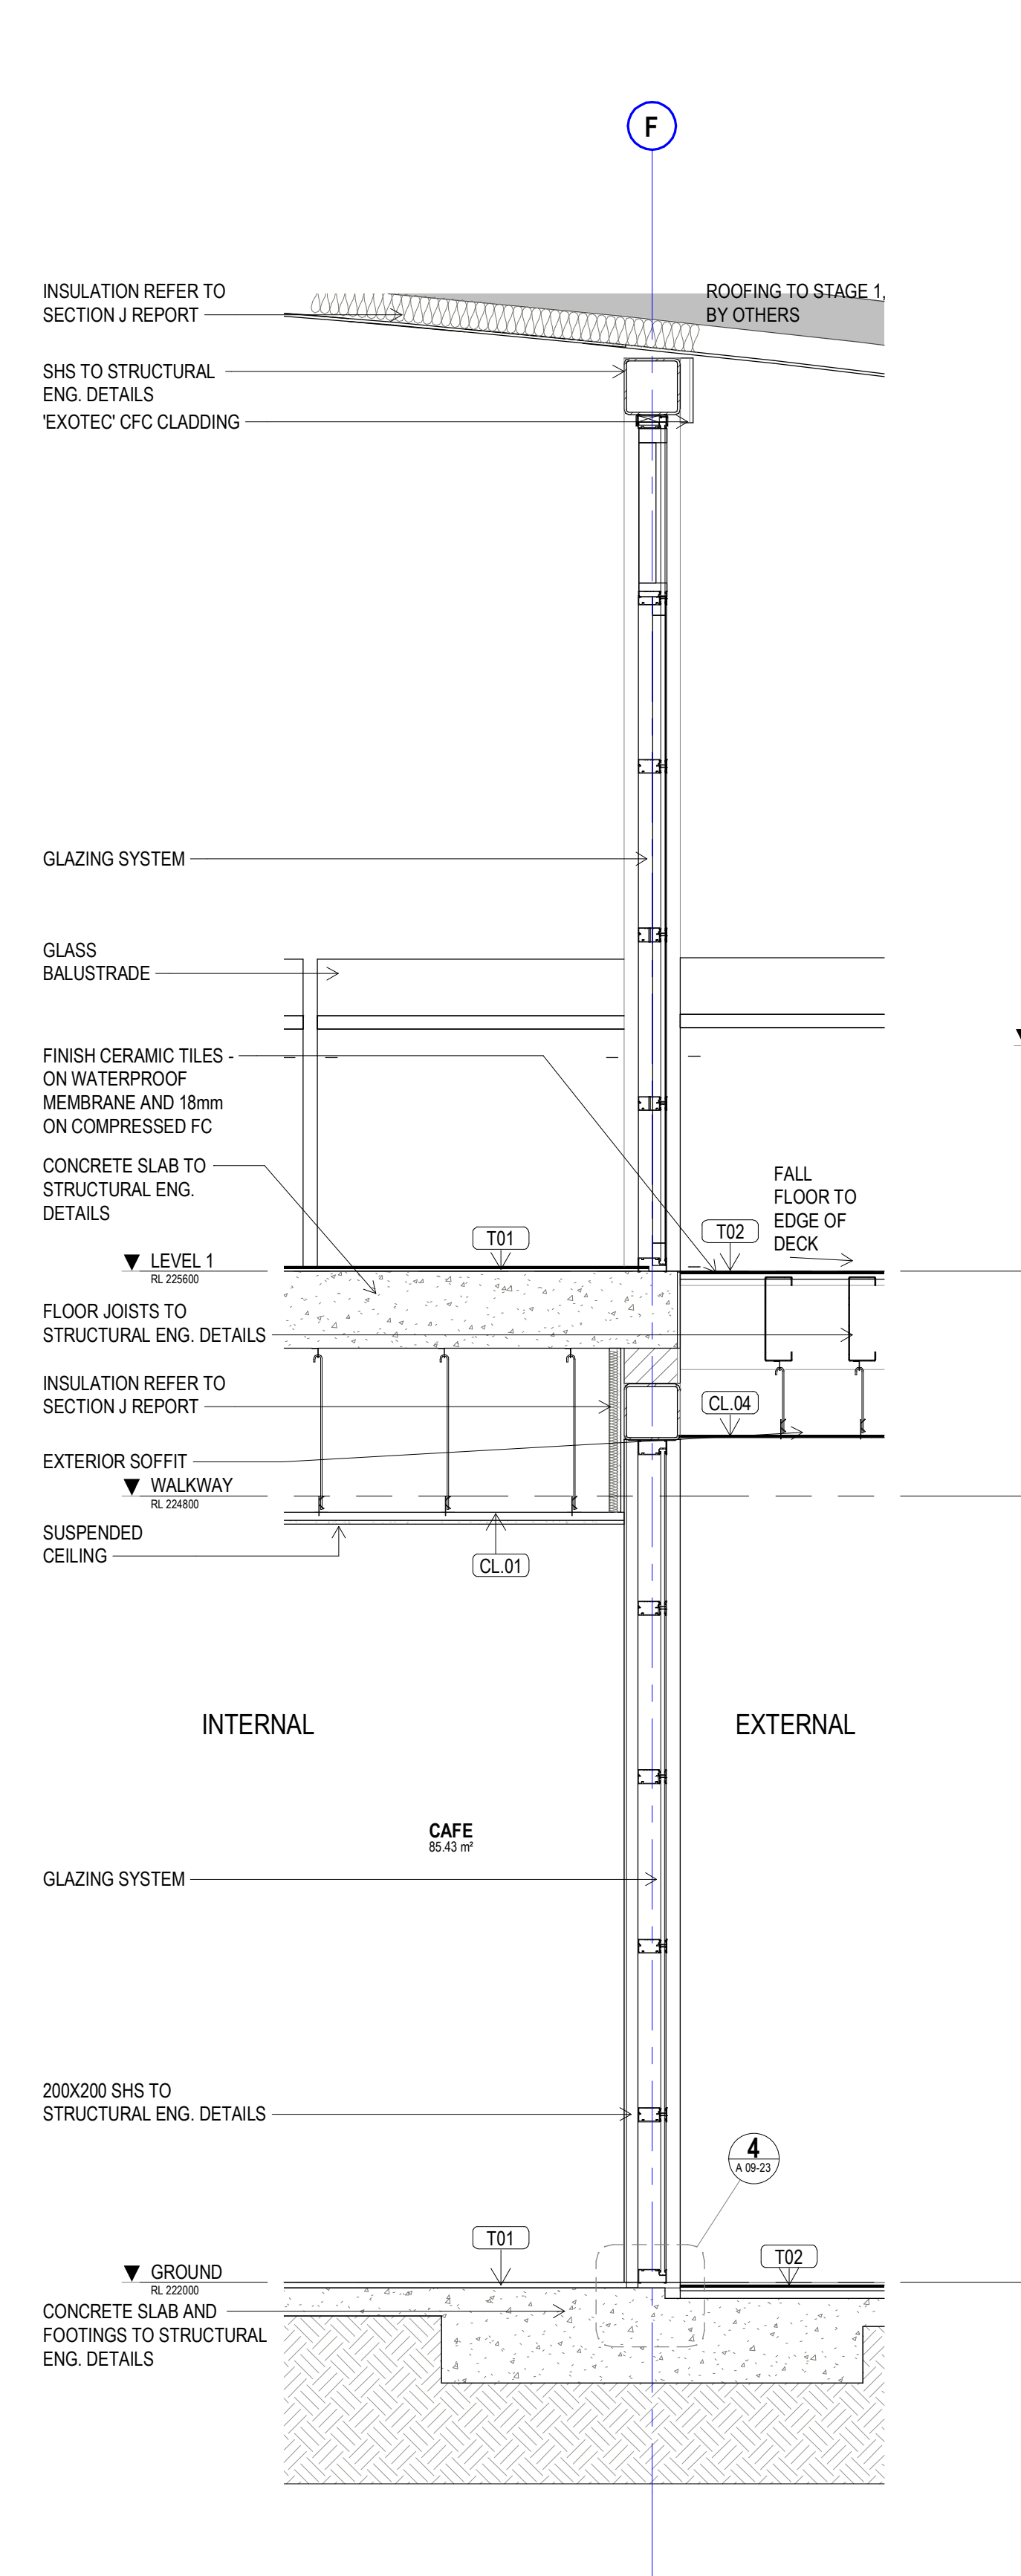 F
INSULATION REFER TO
SECTION J REPORT
ROOFING TO STAGE 1,
BY OTHERS
SHS TO STRUCTURAL
ENG. DETAILS
'EXOTEC' CFC CLADDING
GLAZING SYSTEM
GLASS
BALUSTRADE
FINISH CERAMIC TILES -
ON WATERPROOF
MEMBRANE AND 18mm
ON COMPRESSED FC
CONCRETE SLAB TO
STRUCTURAL ENG.
DETAILS
FALL
FLOOR TO
EDGE OF
DECK
T01
T02
LEVEL 1
RL 225600
FLOOR JOISTS TO
STRUCTURAL ENG. DETAILS
INSULATION REFER TO
SECTION J REPORT
CL.04
EXTERIOR SOFFIT
WALKWAY
RL 224800
SUSPENDED
CEILING
CL.01
INTERNAL
EXTERNAL
CAFE
85.43 m²
GLAZING SYSTEM
200X200 SHS TO
STRUCTURAL ENG. DETAILS
4
A 09-23
T01
T02
GROUND
RL 222000
CONCRETE SLAB AND
FOOTINGS TO STRUCTURAL
ENG. DETAILS